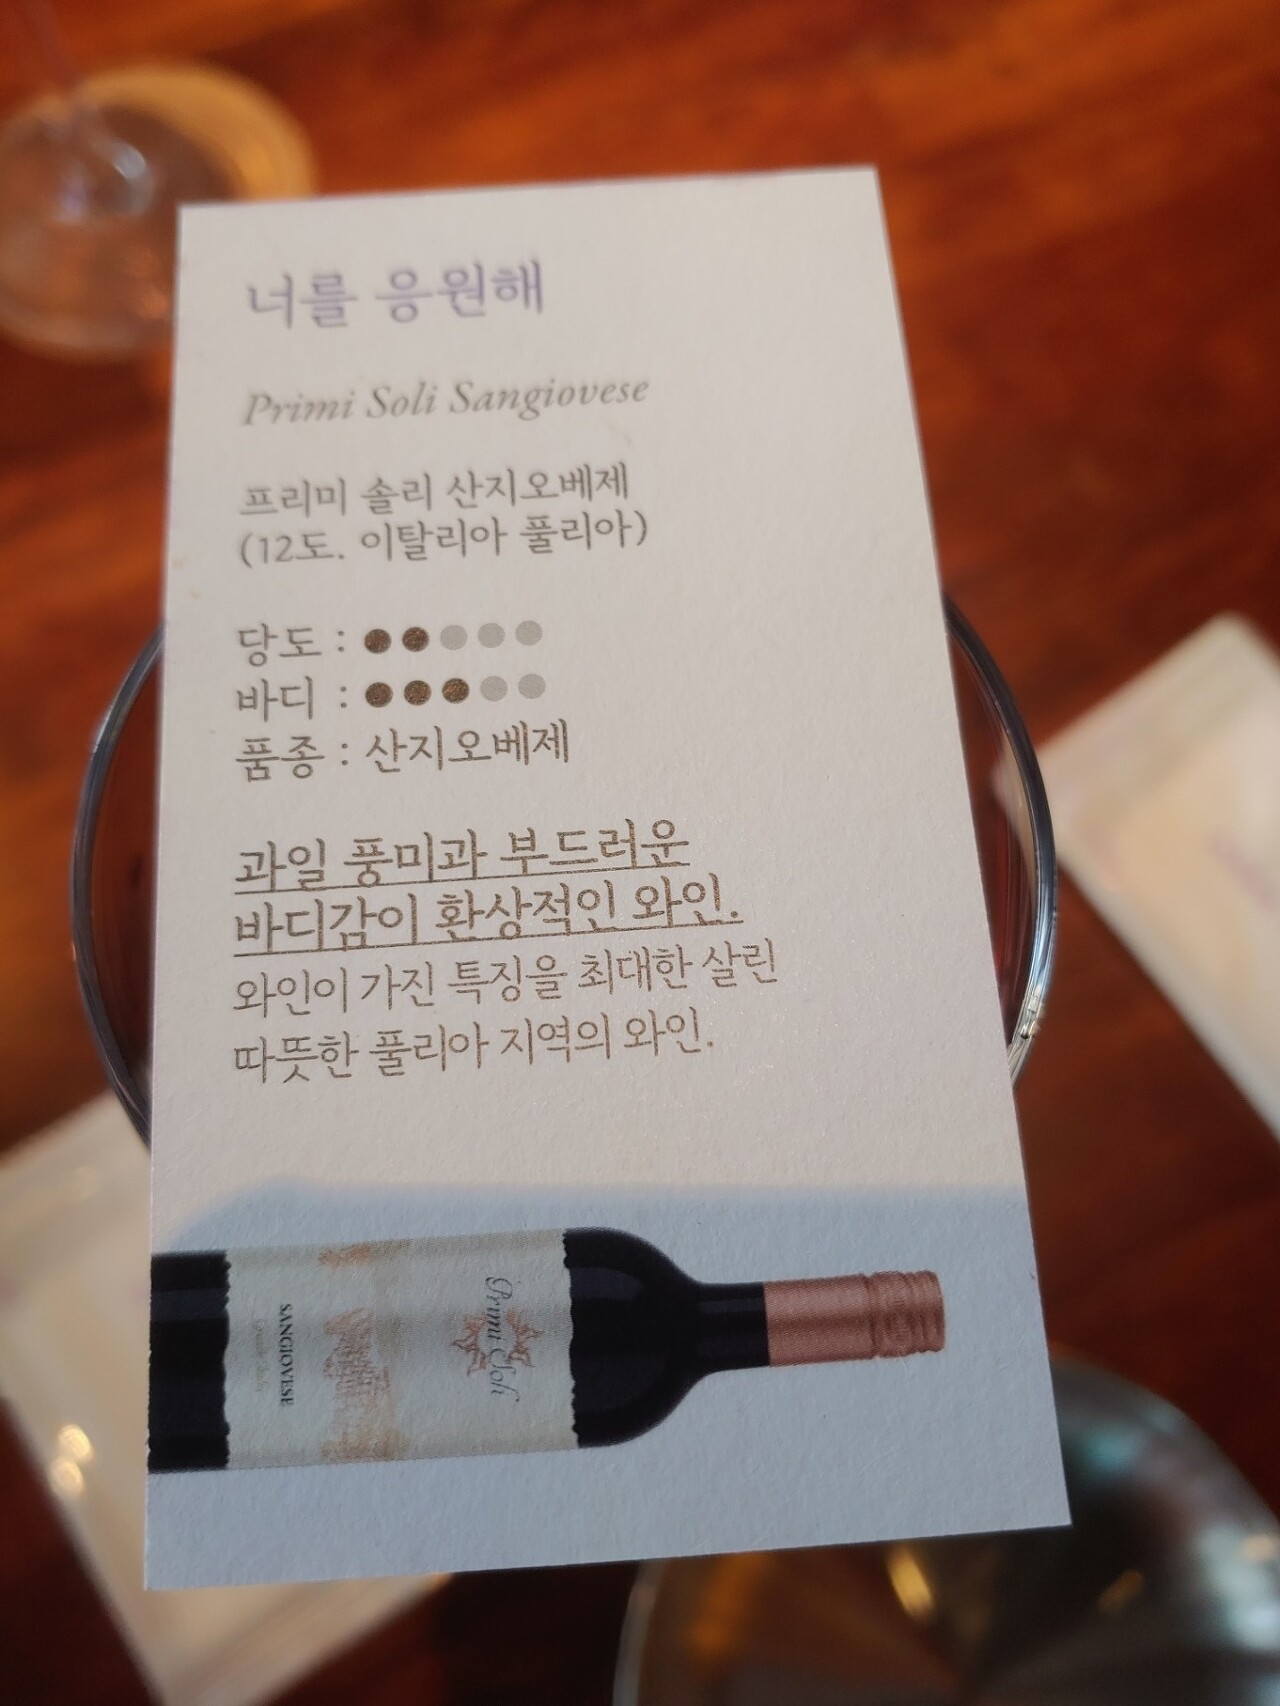 너를 응원해
Primi Soli Sangiovese
프리미 솔리 산지오베제
(12도. 이탈리아 풀리아)
당도 : ●●●●●
바디 : ●●●●●
품종 : 산지오베제
과일 풍미과 부드러운
바디감이 환상적인 와인.
와인이 가진 특징을 최대한 살린
따뜻한 풀리아 지역의 와인.
Primi Soli
SANGIOVESE